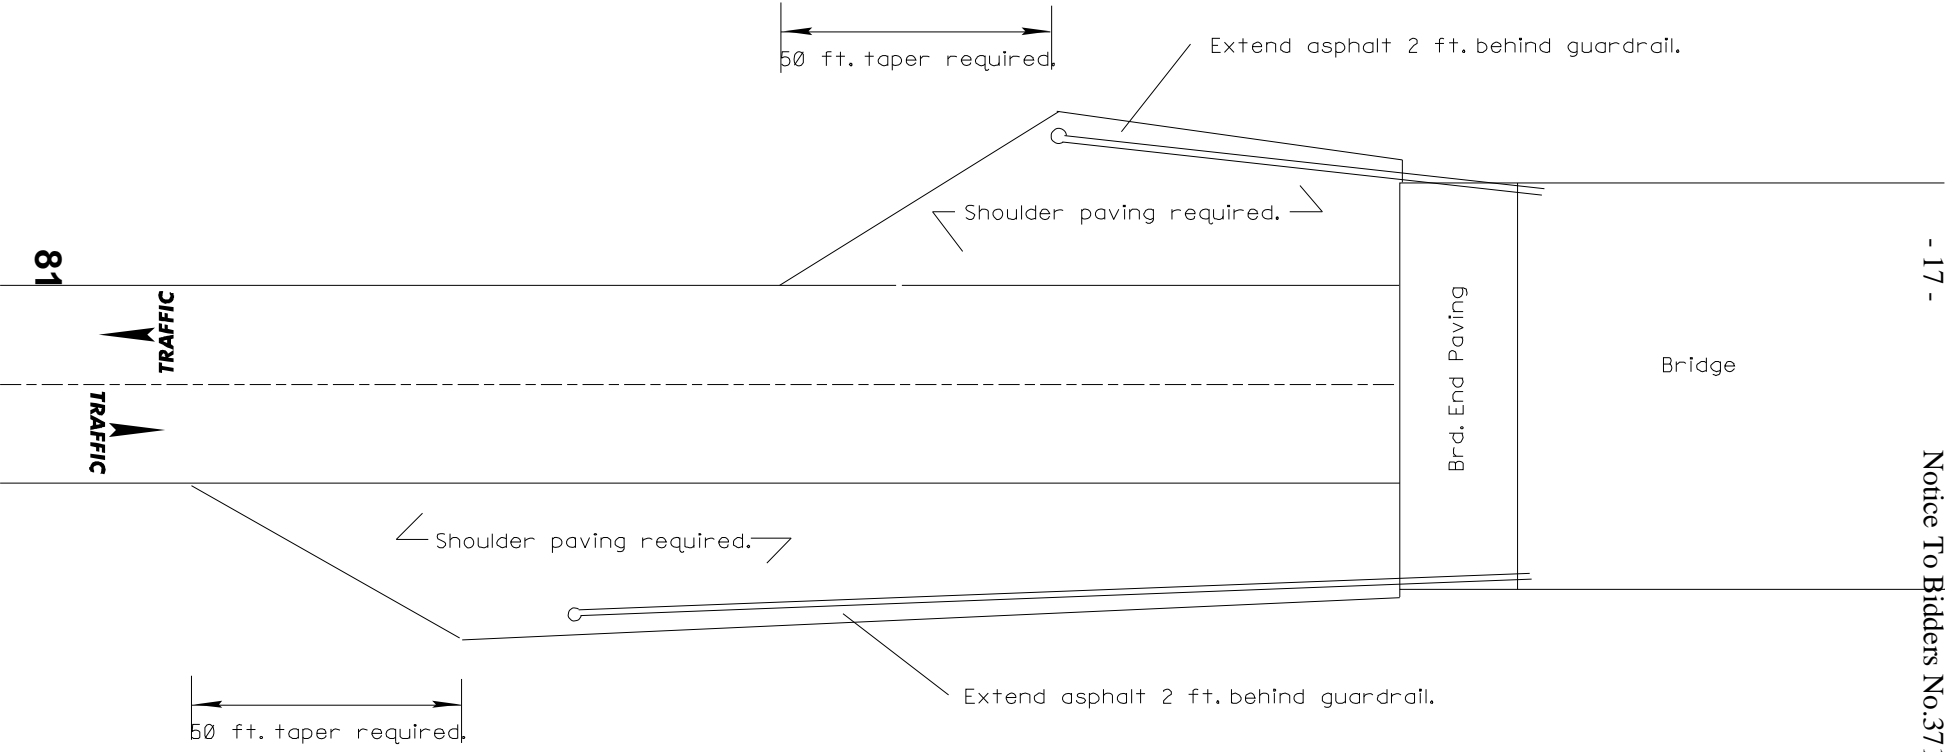 50 ft. taper required.
Extend asphalt 2 ft. behind guardrail.
Shoulder paving required.
81
TRAFFIC
TRAFFIC
Brd. End Paving
Bridge
- 17 -
Notice To Bidders No.37
Shoulder paving required.
Extend asphalt 2 ft. behind guardrail.
50 ft. taper required.